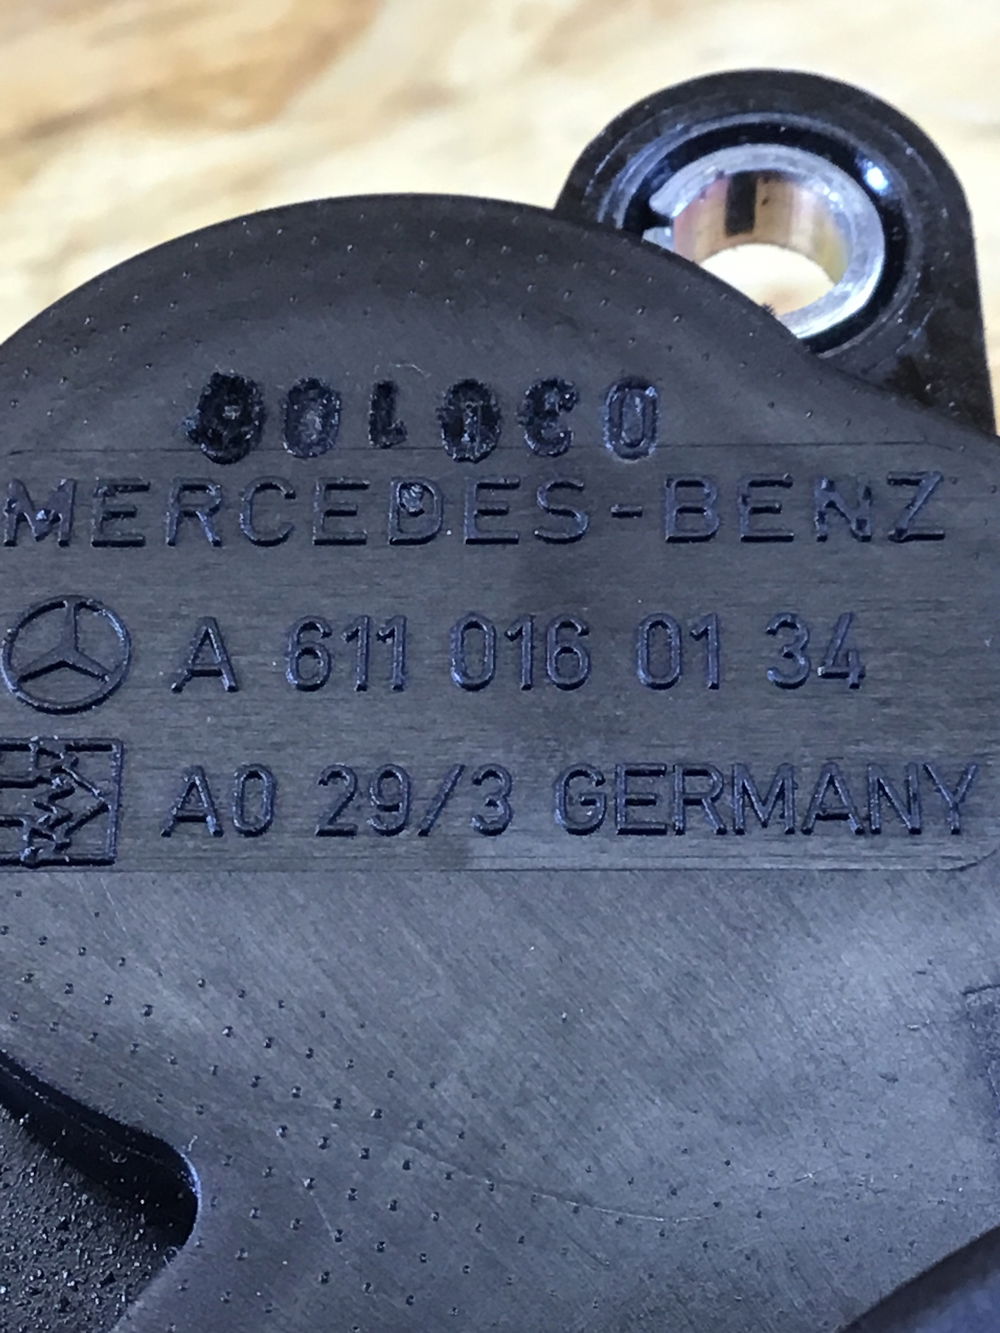 MERCEDES-BENZ
A 611 016 01 34
A0 29/3 GERMANY